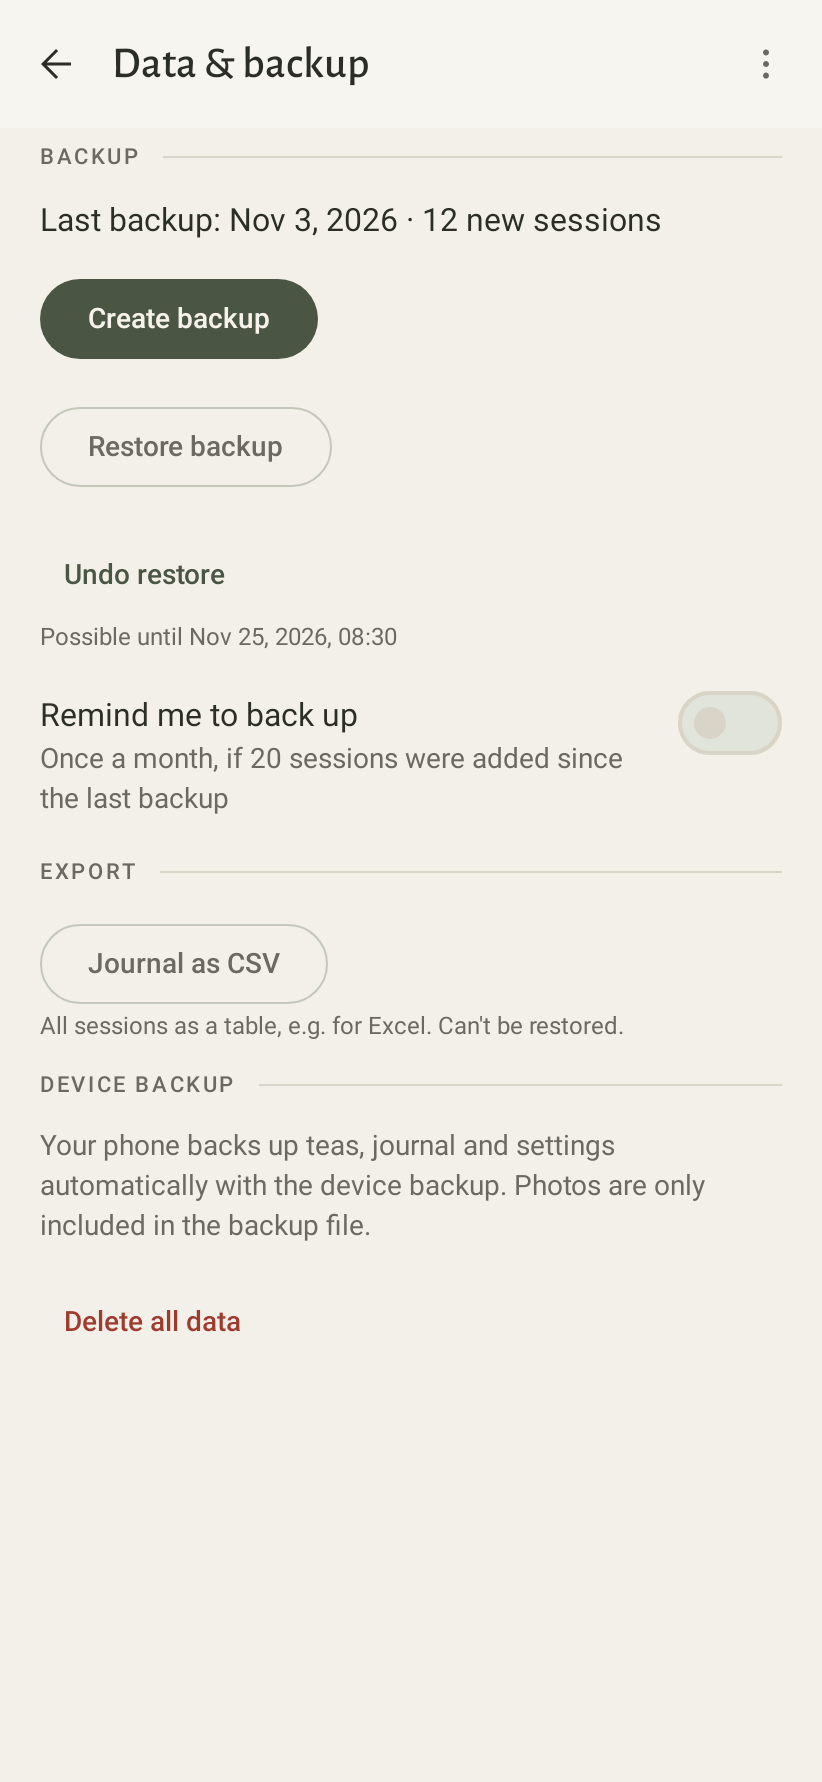 Data & backup
BACKUP
Last backup: Nov 3, 2026 · 12 new sessions
Create backup
Restore backup
Undo restore
Possible until Nov 25, 2026, 08:30
Remind me to back up
Once a month, if 20 sessions were added since
the last backup
EXPORT
Journal as CSV
All sessions as a table, e.g. for Excel. Can't be restored.
DEVICE BACKUP
Your phone backs up teas, journal and settings
automatically with the device backup. Photos are only
included in the backup file.
Delete all data